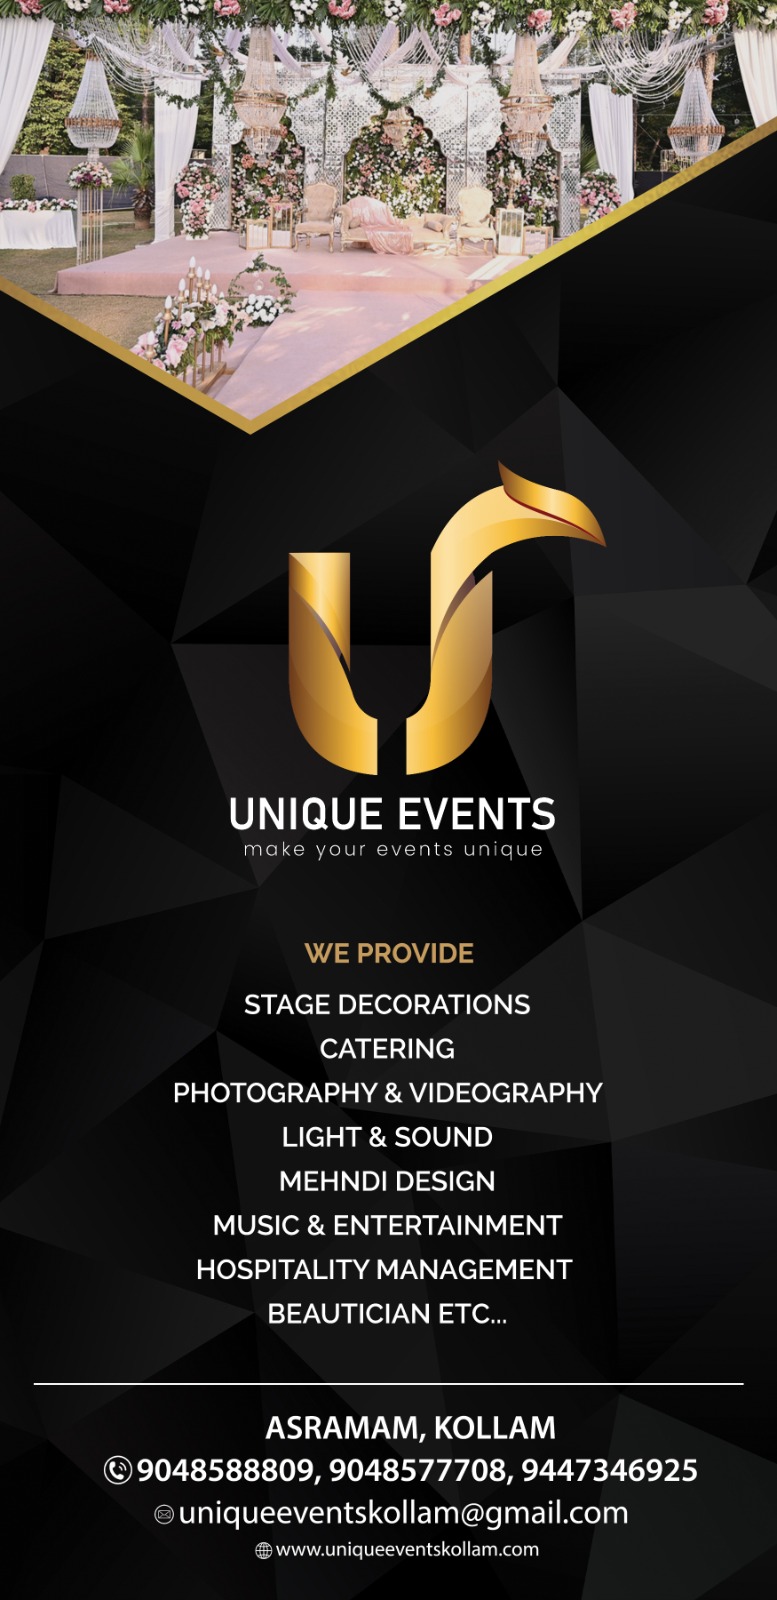 UNIQUE EVENTS
make your events unique
WE PROVIDE
STAGE DECORATIONS
CATERING
PHOTOGRAPHY & VIDEOGRAPHY
LIGHT & SOUND
MEHNDI DESIGN
MUSIC & ENTERTAINMENT
HOSPITALITY MANAGEMENT
BEAUTICIAN ETC...
ASRAMAM, KOLLAM
9048588809, 9048577708, 9447346925
uniqueeventskollam@gmail.com
www.uniqueeventskollam.com